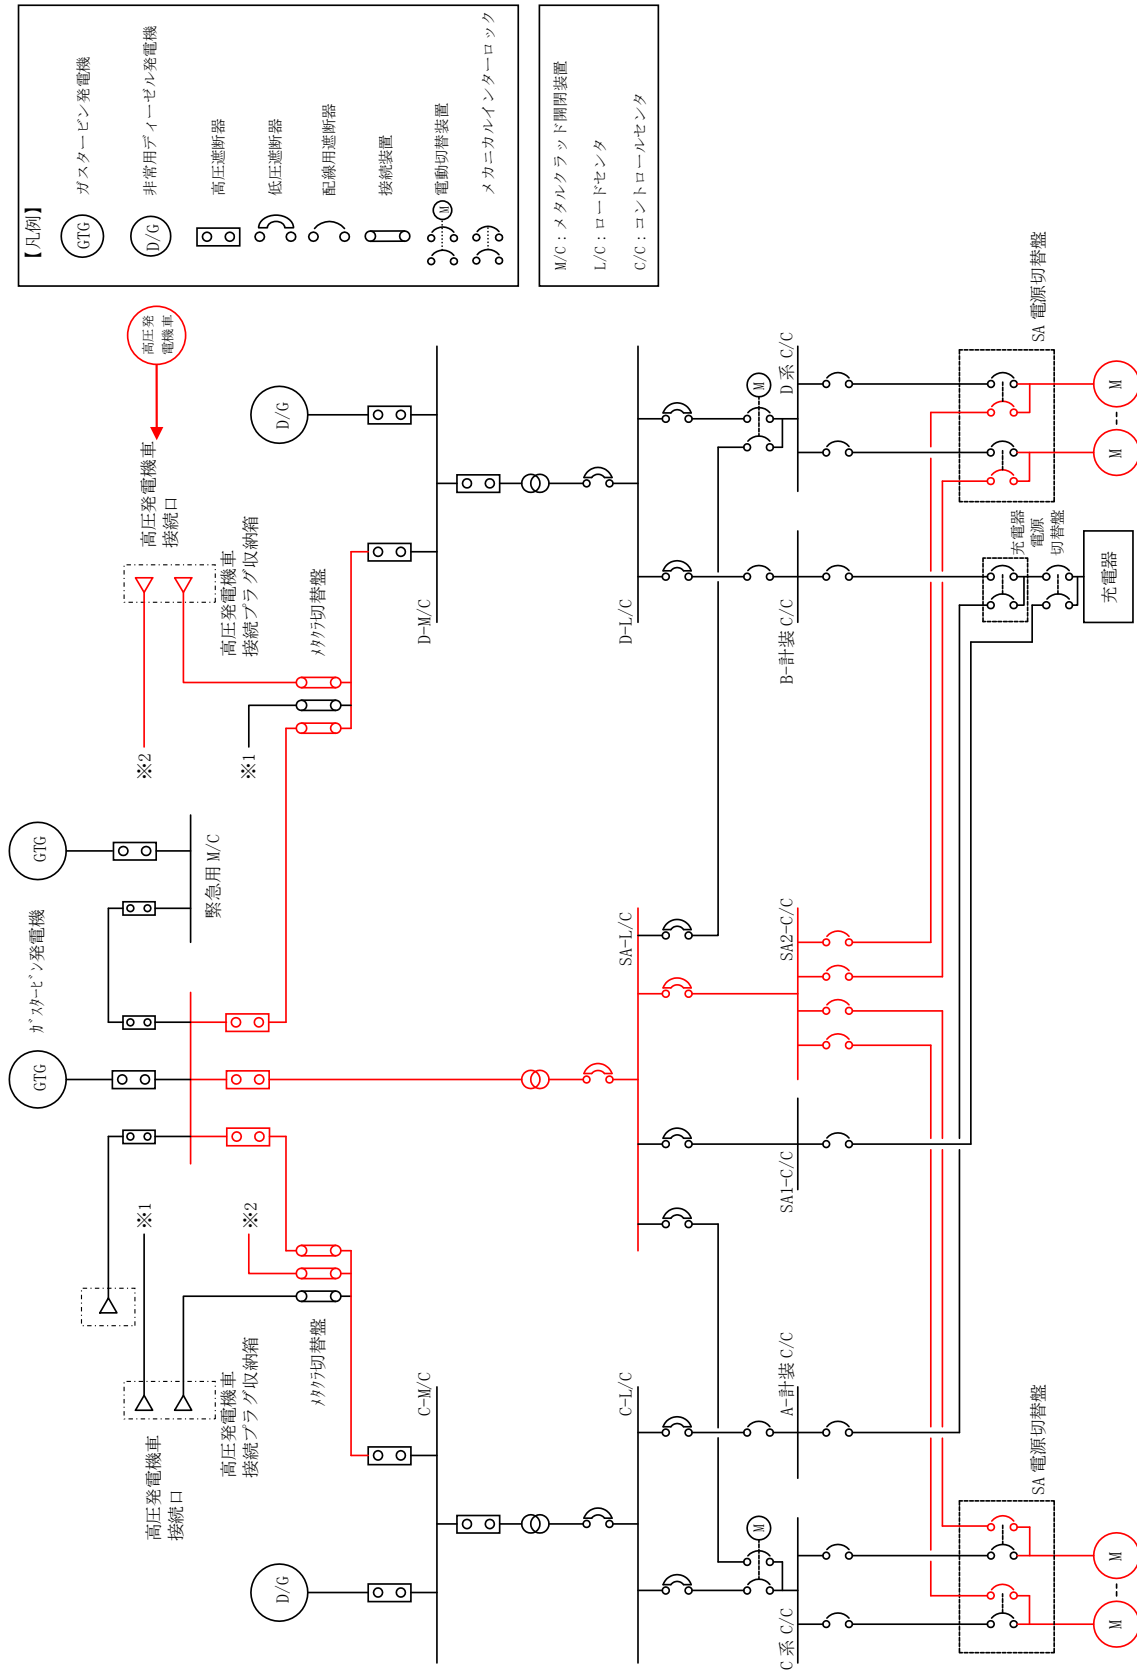 【凡例】
GTG
ガスタービン発電機
D/G
非常用ディーゼル発電機
高圧遮断器
低圧遮断器
配線用遮断器
接続装置
M
電動切替装置
メカニカルインターロック
M/C：メタルクラッド開閉装置
L/C：ロードセンタ
C/C：コントロールセンタ
ｶﾞｽﾀｰﾋﾞﾝ発電機
GTG
GTG
緊急用 M/C
高圧発
電機車
高圧発電機車
接続口
高圧発電機車
接続プラグ収納箱
ﾒﾀｸﾗ切替盤
※2
※1
※1
※2
高圧発電機車
接続口
高圧発電機車
接続プラグ収納箱
ﾒﾀｸﾗ切替盤
D/G
D/G
C-M/C
D-M/C
C-L/C
SA-L/C
D-L/C
M
M
C 系 C/C
A-計装 C/C
SA1-C/C
SA2-C/C
B-計装 C/C
D 系 C/C
SA 電源切替盤
充電器
電源
切替盤
SA 電源切替盤
M
M
充電器
M
M